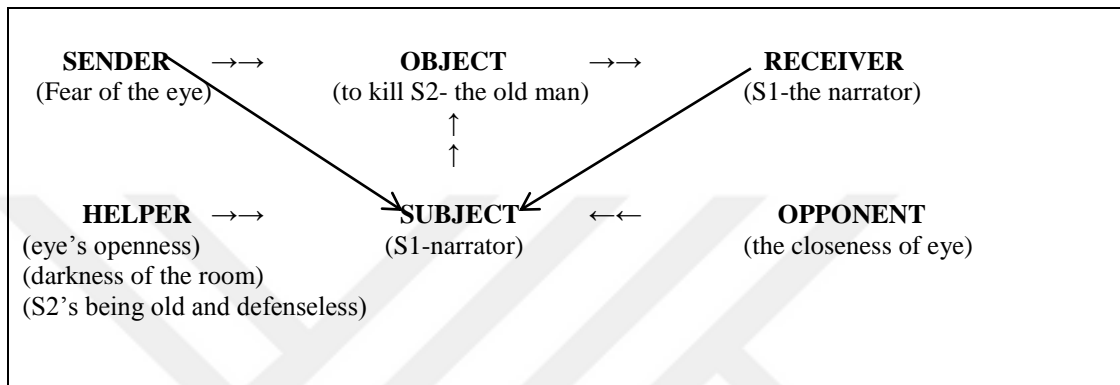 SENDER →→ OBJECT →→ RECEIVER
(Fear of the eye) (to kill S2- the old man) (S1-the narrator)
↑
↑
HELPER →→ SUBJECT ←← OPPONENT
(eye's openness) (S1-narrator) (the closeness of eye)
(darkness of the room)
(S2's being old and defenseless)